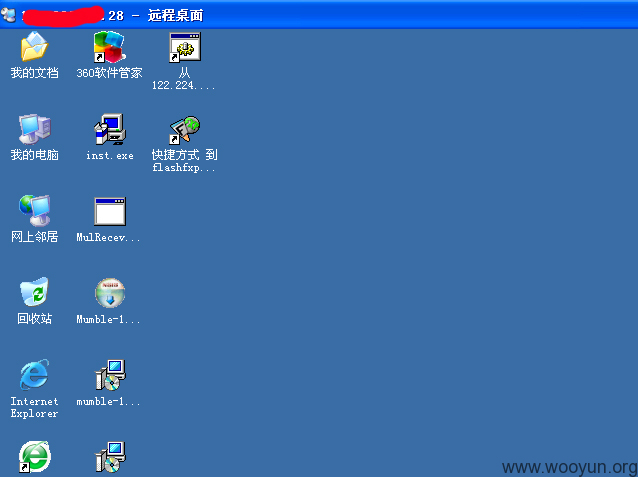 28 - 远程桌面
我的文档
360软件管家
从
122.224....
我的电脑
inst.exe
快捷方式 到
flashfxp...
网上邻居
MulRecev...
回收站
Mumble-1...
Internet
Explorer
mumble-1...
www.wooyun.org